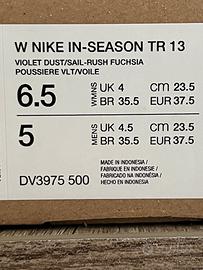 W NIKE IN-SEASON TR 13
VIOLET DUST/SAIL-RUSH FUCHSIA
POUSSIERE VLT/VOILE
6.5 WMNS UK 4 CM 23.5
BR 35.5 EUR 37.5
5 MENS UK 4.5 CM 23.5
BR 35.5 EUR 37.5
DV3975 500
MADE IN INDONESIA/
FABRIQUE EN INDONESIE/
FABRICADO NA INDONÉSIA/
HECHO EN INDONESIA